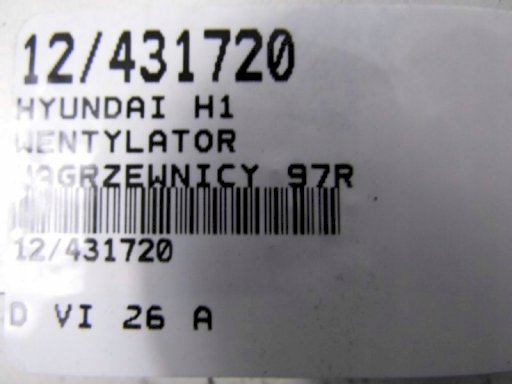 12/431720
HYUNDAI H1
WENTYLATOR
NAGRZEWNICY 97R
12/431720
D VI 26 A